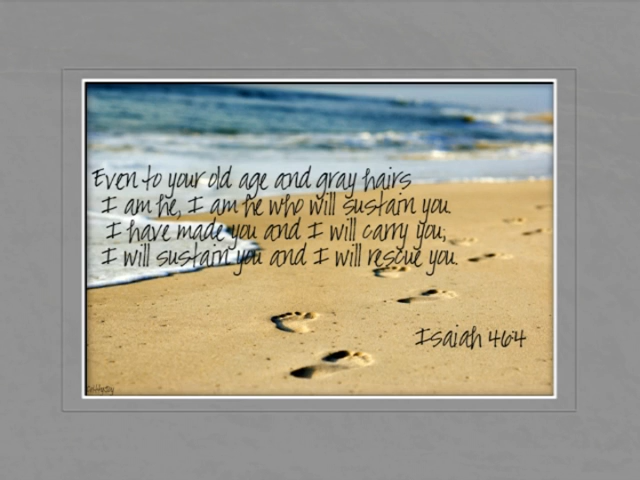 Even to your old age and gray hairs
I am he, I am he who will sustain you.
I have made you and I will carry you;
I will sustain you and I will rescue you.
Isaiah 46:4